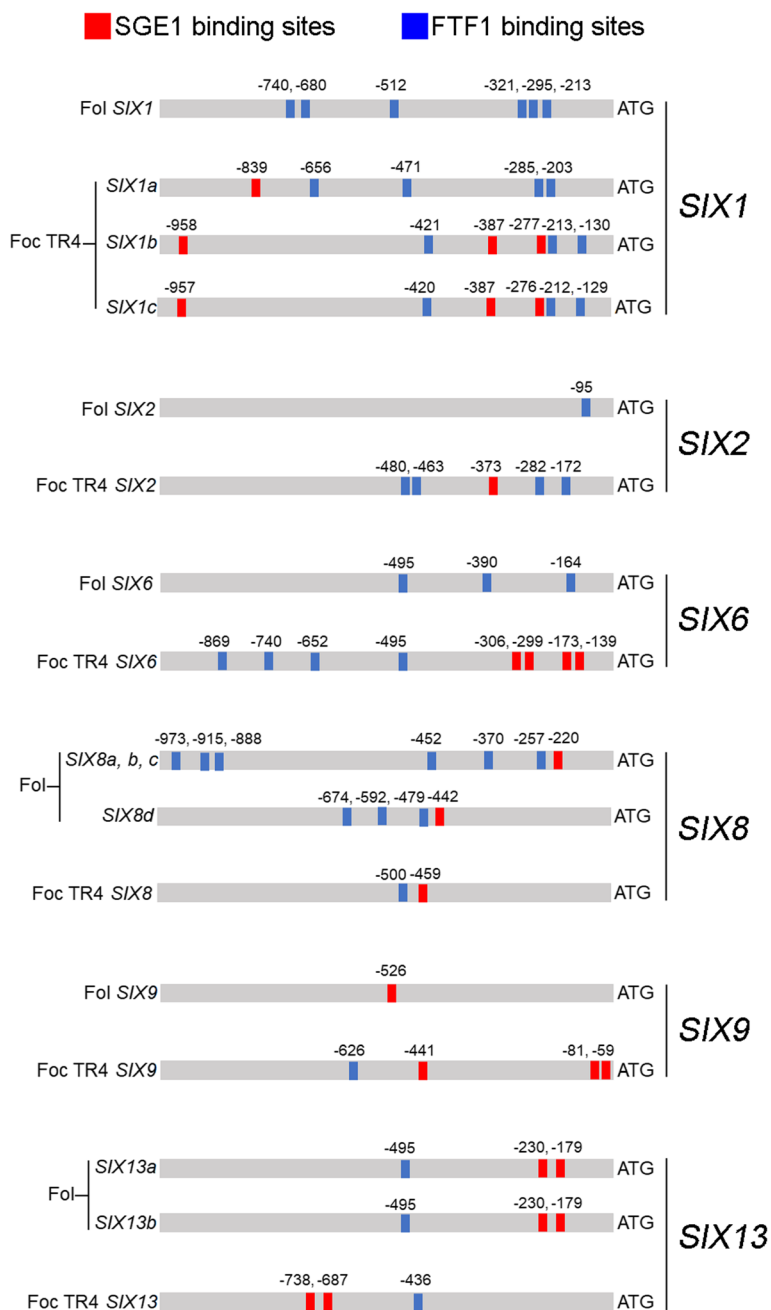 SGE1 binding sites FTF1 binding sites
-740, -680 -512 -321, -295, -213
Fol SIX1 ATG
-839 -656 -471 -285, -203
SIX1a ATG
SIX1
-958 -421 -387 -277 -213, -130
Foc TR4 SIX1b ATG
-957 -420 -387 -276 -212, -129
SIX1c ATG
-95
Fol SIX2 ATG
SIX2
-480, -463 -373 -282 -172
Foc TR4 SIX2 ATG
-495 -390 -164
Fol SIX6 ATG
SIX6
-869 -740 -652 -495 -306, -299 -173, -139
Foc TR4 SIX6 ATG
-973, -915, -888 -452 -370 -257 -220
SIX8a, b, c ATG
Fol
-674, -592, -479 -442
SIX8d ATG
SIX8
-500 -459
Foc TR4 SIX8 ATG
-526
Fol SIX9 ATG
SIX9
-626 -441 -81, -59
Foc TR4 SIX9 ATG
-495 -230, -179
SIX13a ATG
Fol
-495 -230, -179
SIX13b ATG
SIX13
-738, -687 -436
Foc TR4 SIX13 ATG